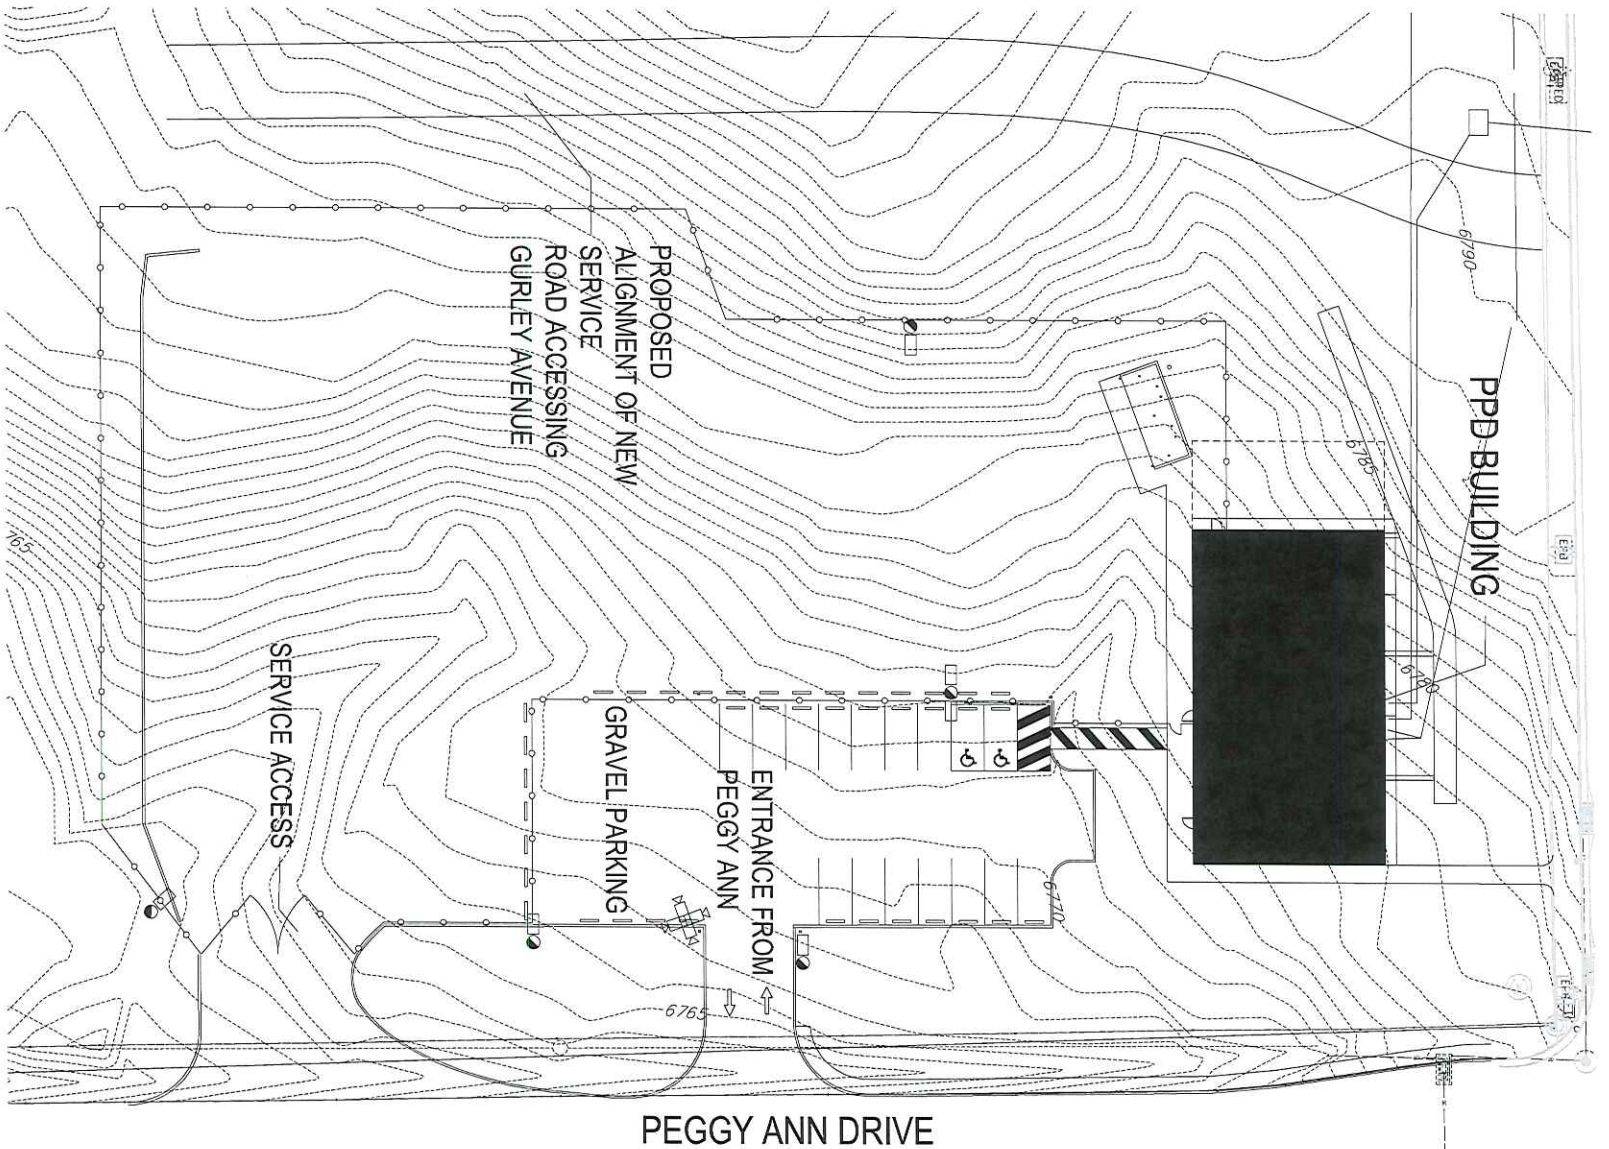 PROPOSED
ALIGNMENT OF NEW
SERVICE
ROAD ACCESSING
GURLEY AVENUE
PPD BUILDING
6790
6785
6780
6770
6765
765
SERVICE ACCESS
GRAVEL PARKING
ENTRANCE FROM
PEGGY ANN
PEGGY ANN DRIVE